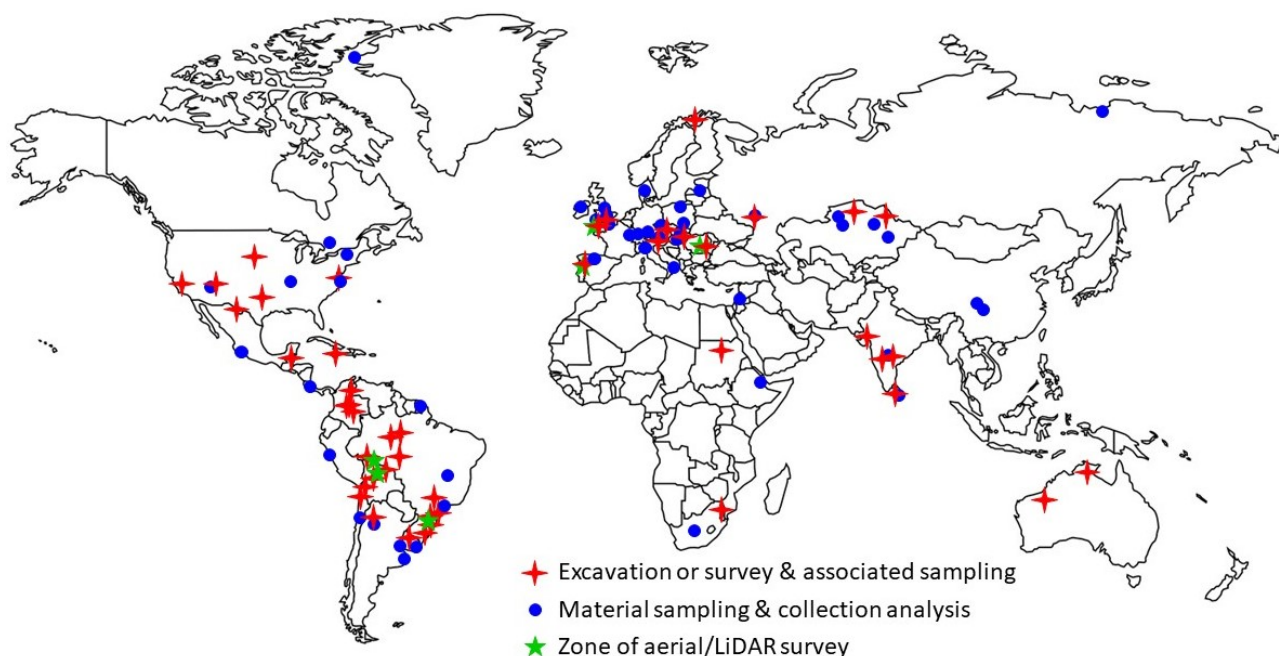 Excavation or survey & associated sampling
Material sampling & collection analysis
Zone of aerial/LiDAR survey